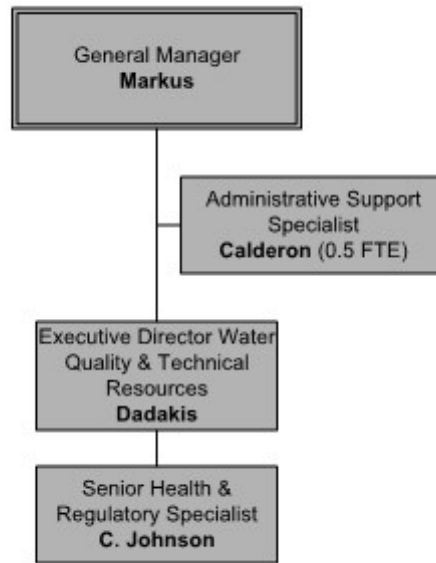 General Manager
Markus
Administrative Support
Specialist
Calderon (0.5 FTE)
Executive Director Water
Quality & Technical
Resources
Dadakis
Senior Health &
Regulatory Specialist
C. Johnson